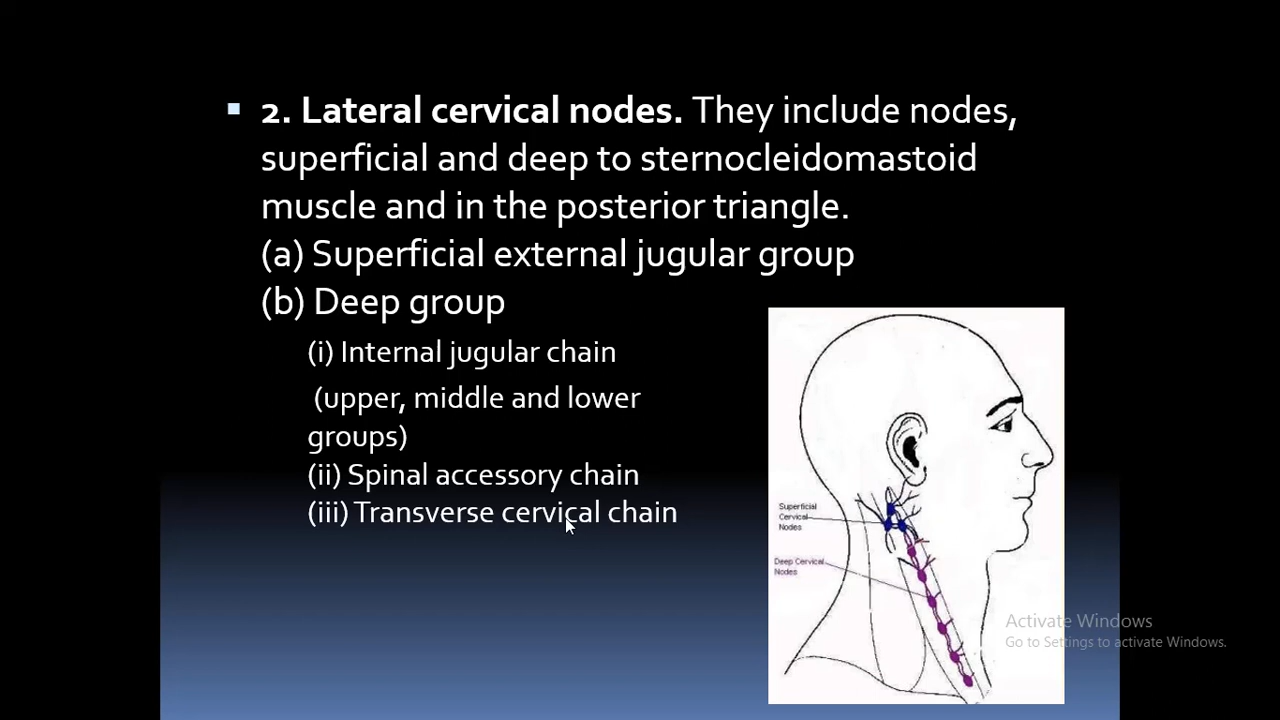 2. Lateral cervical nodes. They include nodes,
superficial and deep to sternocleidomastoid
muscle and in the posterior triangle.
(a) Superficial external jugular group
(b) Deep group
(i) Internal jugular chain
(upper, middle and lower
groups)
(ii) Spinal accessory chain
(iii) Transverse cervical chain
Superficial
Cervical
Nodes
Deep Cervical
Nodes
Activate Windows
Go to Settings to activate Windows.